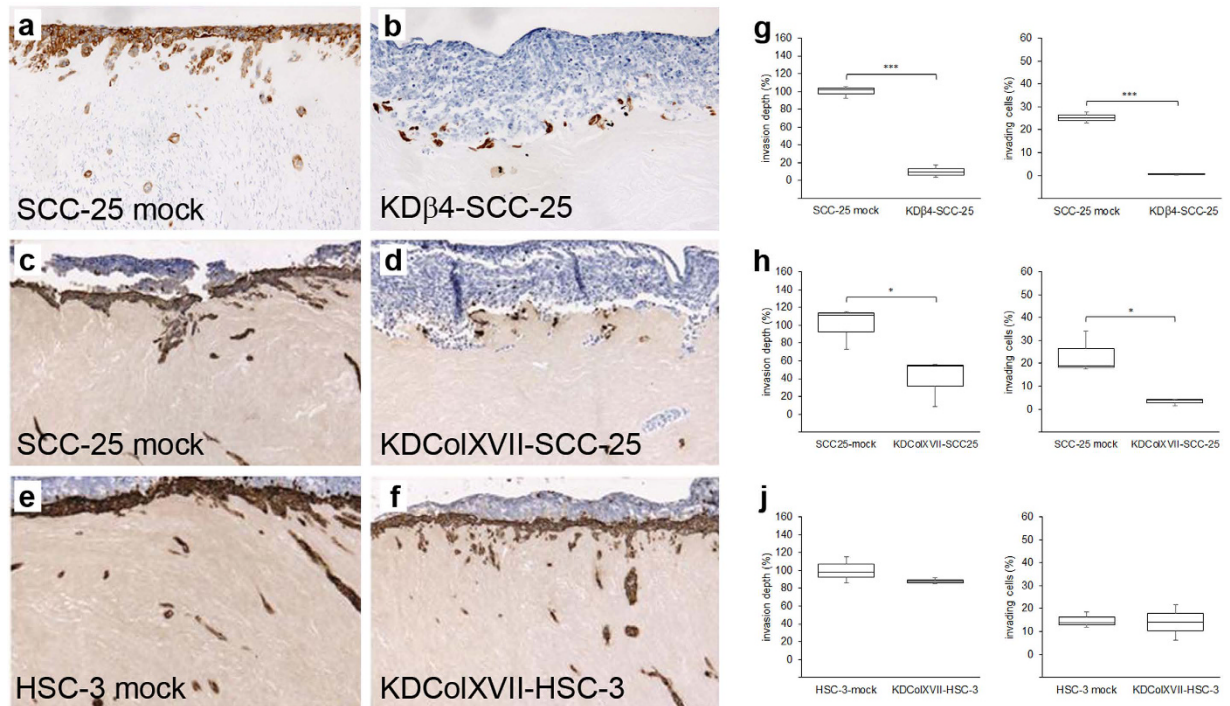 a
SCC-25 mock
b
KDβ4-SCC-25
c
SCC-25 mock
d
KDColXVII-SCC-25
e
HSC-3 mock
f
KDColXVII-HSC-3
g
invasion depth (%)
160
140
120
100
80
60
40
20
0
***
SCC-25 mock
KDβ4-SCC-25
invading cells (%)
60
50
40
30
20
10
0
***
SCC-25 mock
KDβ4-SCC-25
h
invasion depth (%)
160
140
120
100
80
60
40
20
0
*
SCC25-mock
KDColXVII-SCC25
invading cells (%)
60
50
40
30
20
10
0
*
SCC-25 mock
KDColXVII-SCC-25
j
invasion depth (%)
160
140
120
100
80
60
40
20
0
HSC-3-mock
KDColXVII-HSC-3
invading cells (%)
60
50
40
30
20
10
0
HSC-3 mock
KDColXVII-HSC-3